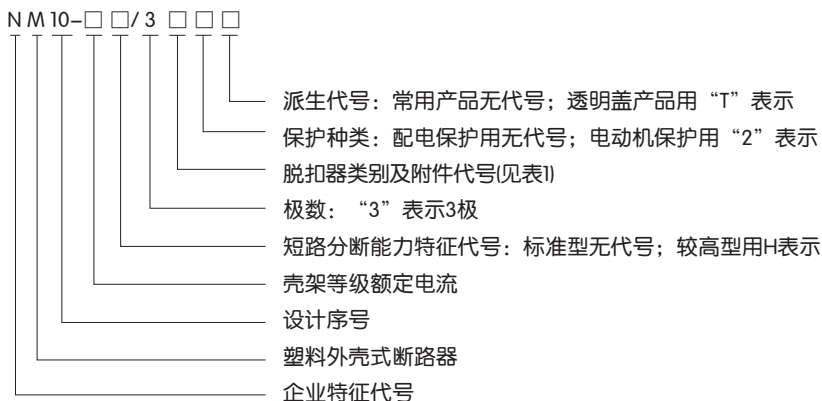 NM10-□□/3□□□
派生代号：常用产品无代号；透明盖产品用“T”表示
保护种类：配电保护用无代号；电动机保护用“2”表示
脱扣器类别及附件代号(见表1)
极数：“3”表示3极
短路分断能力特征代号：标准型无代号；较高型用H表示
壳架等级额定电流
设计序号
塑料外壳式断路器
企业特征代号